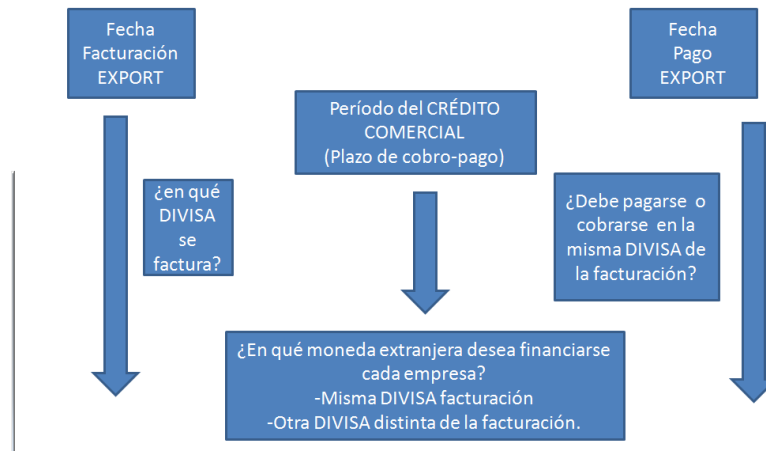 Fecha
Facturación
EXPORT
Fecha
Pago
EXPORT
Período del CRÉDITO
COMERCIAL
(Plazo de cobro-pago)
¿en qué
DIVISA
se
factura?
¿Debe pagarse o
cobrarse en la
misma DIVISA de
la facturación?
¿En qué moneda extranjera desea financiarse
cada empresa?
-Misma DIVISA facturación
-Otra DIVISA distinta de la facturación.